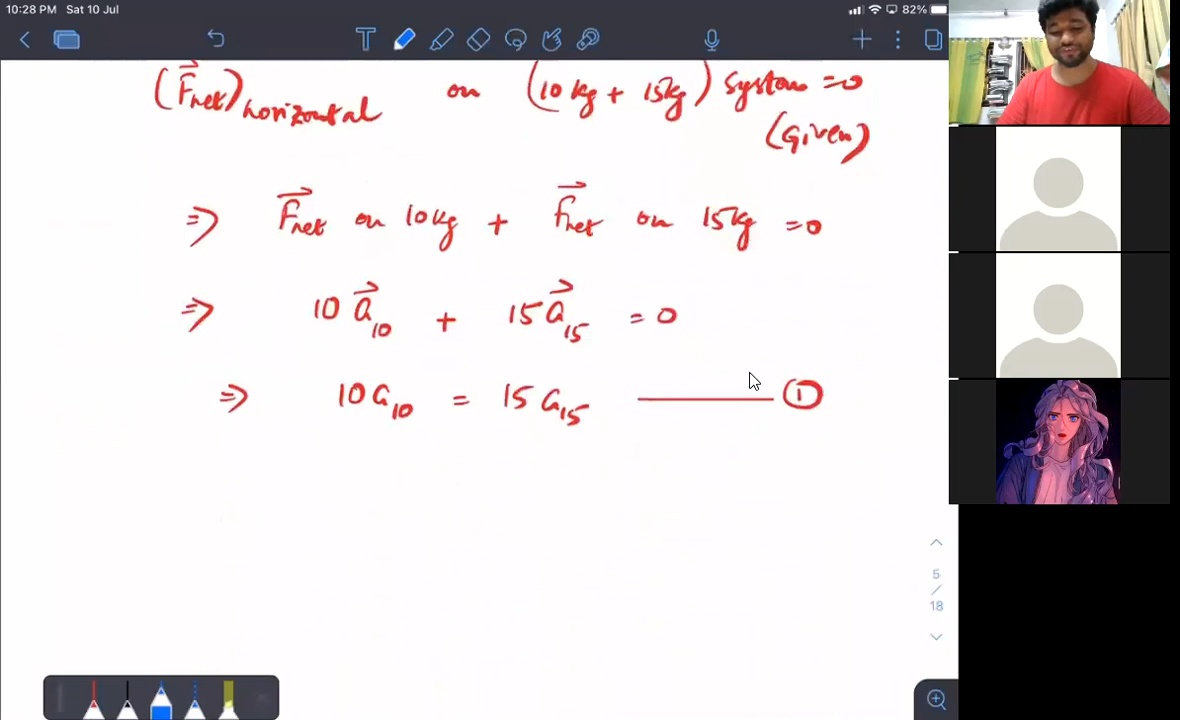 10:28 PM Sat 10 Jul 82%
(F⃗net)horizontal on (10 kg + 15kg) system =0
(Given)
⇒ F⃗net on 10kg + F⃗net on 15kg =0
⇒ 10 a⃗₁₀ + 15 a⃗₁₅ = 0
⇒ 10 a₁₀ = 15 a₁₅ ——— ①
5
/
18